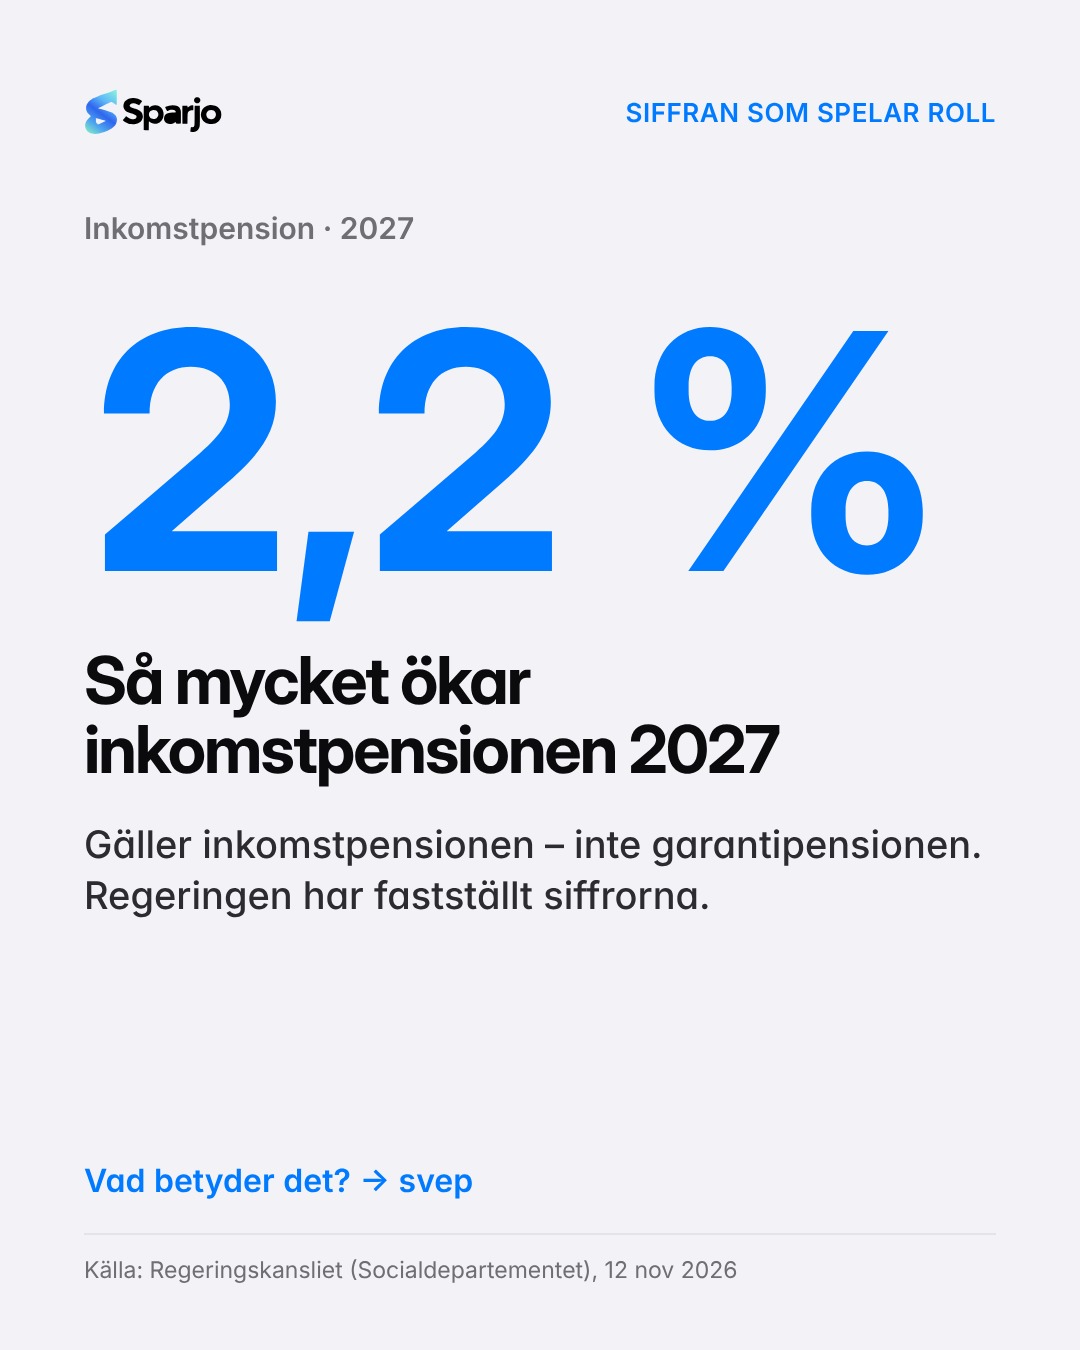 Sparjo
SIFFRAN SOM SPELAR ROLL
Inkomstpension · 2027
2,2 %
Så mycket ökar
inkomstpensionen 2027
Gäller inkomstpensionen – inte garantipensionen.
Regeringen har fastställt siffrorna.
Vad betyder det? → svep
Källa: Regeringskansliet (Socialdepartementet), 12 nov 2026